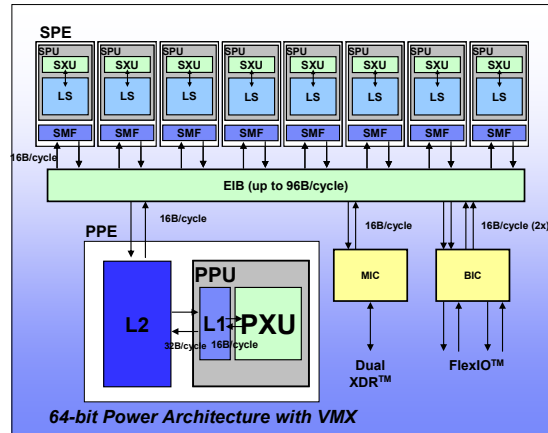 SPE
SPU SPU SPU SPU SPU SPU SPU SPU
SXU SXU SXU SXU SXU SXU SXU SXU
LS LS LS LS LS LS LS LS
SMF SMF SMF SMF SMF SMF SMF SMF
16B/cycle
EIB (up to 96B/cycle)
16B/cycle 16B/cycle 16B/cycle (2x)
PPE
PPU
MIC BIC
L2 L1 PXU
32B/cycle 16B/cycle
Dual
XDR™
FlexIO™
64-bit Power Architecture with VMX